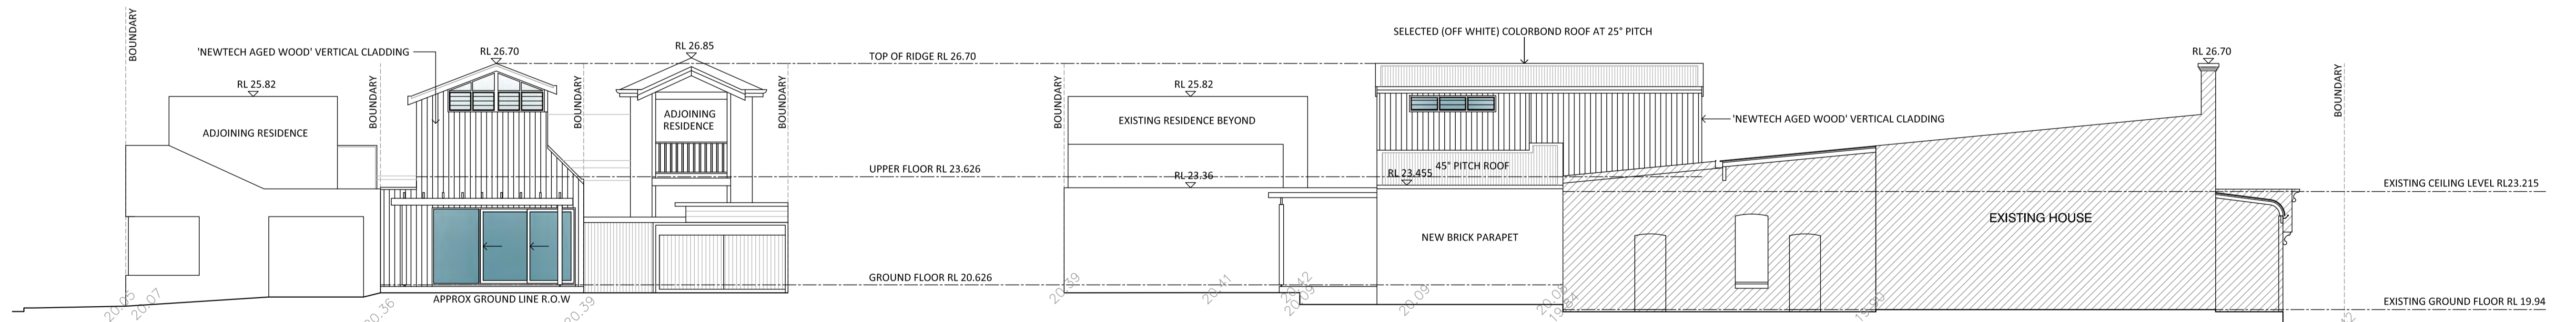 BOUNDARY
'NEWTECH AGED WOOD' VERTICAL CLADDING
RL 26.70
RL 26.85
TOP OF RIDGE RL 26.70
RL 25.82
ADJOINING RESIDENCE
BOUNDARY
BOUNDARY
ADJOINING
RESIDENCE
BOUNDARY
UPPER FLOOR RL 23.626
GROUND FLOOR RL 20.626
APPROX GROUND LINE R.O.W
20.05
20.07
20.36
20.39
SELECTED (OFF WHITE) COLORBOND ROOF AT 25° PITCH
RL 26.70
BOUNDARY
RL 25.82
EXISTING RESIDENCE BEYOND
'NEWTECH AGED WOOD' VERTICAL CLADDING
BOUNDARY
45° PITCH ROOF
RL 23.36
RL 23.455
EXISTING CEILING LEVEL RL23.215
NEW BRICK PARAPET
EXISTING HOUSE
EXISTING GROUND FLOOR RL 19.94
20.39
20.41
20.42
20.09
20.09